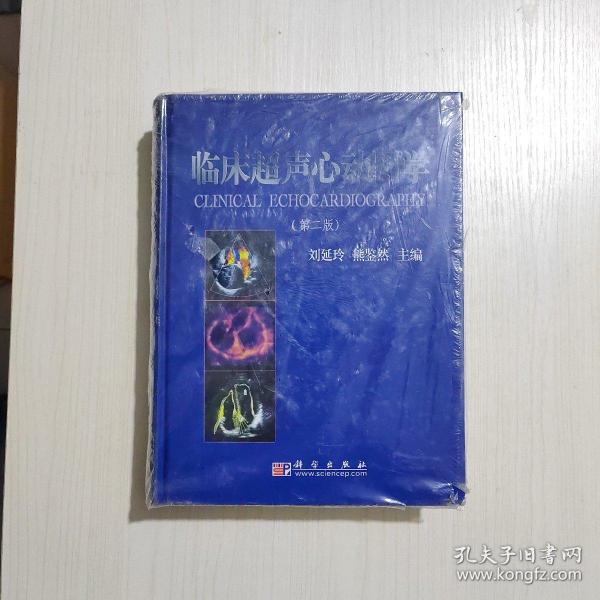 临床超声心动图学
CLINICAL ECHOCARDIOGRAPHY
(第二版)
刘延玲 熊鉴然 主编
科学出版社
www.sciencep.com
孔夫子旧书网
www.kongfz.com